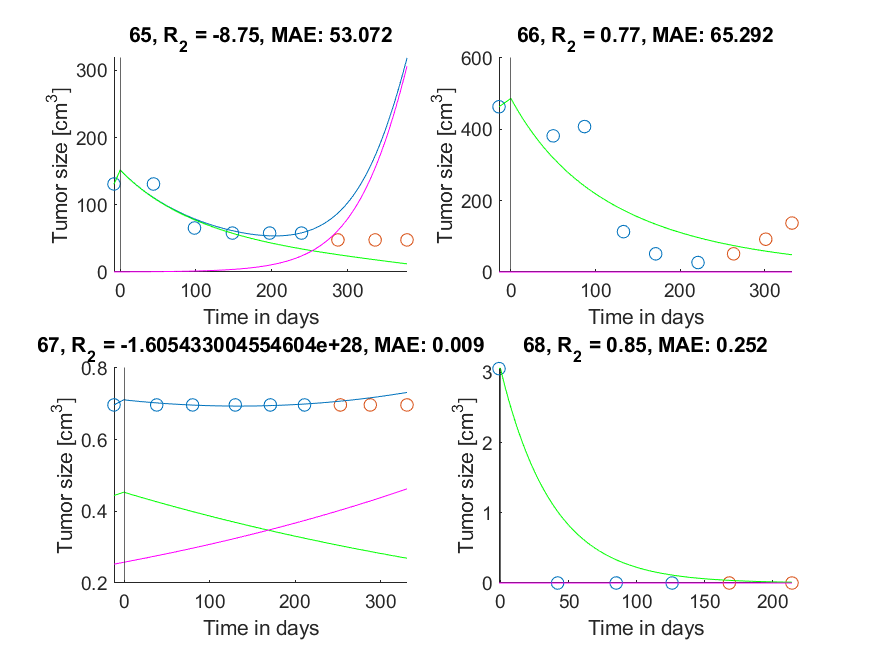 65, R2 = -8.75, MAE: 53.072
300
200
100
0
Tumor size [cm3]
0 100 200 300
Time in days
66, R2 = 0.77, MAE: 65.292
600
400
200
0
Tumor size [cm3]
0 100 200 300
Time in days
67, R2 = -1.605433004554604e+28, MAE: 0.009
0.8
0.6
0.4
0.2
Tumor size [cm3]
0 100 200 300
Time in days
68, R2 = 0.85, MAE: 0.252
3
2
1
0
Tumor size [cm3]
0 50 100 150 200
Time in days